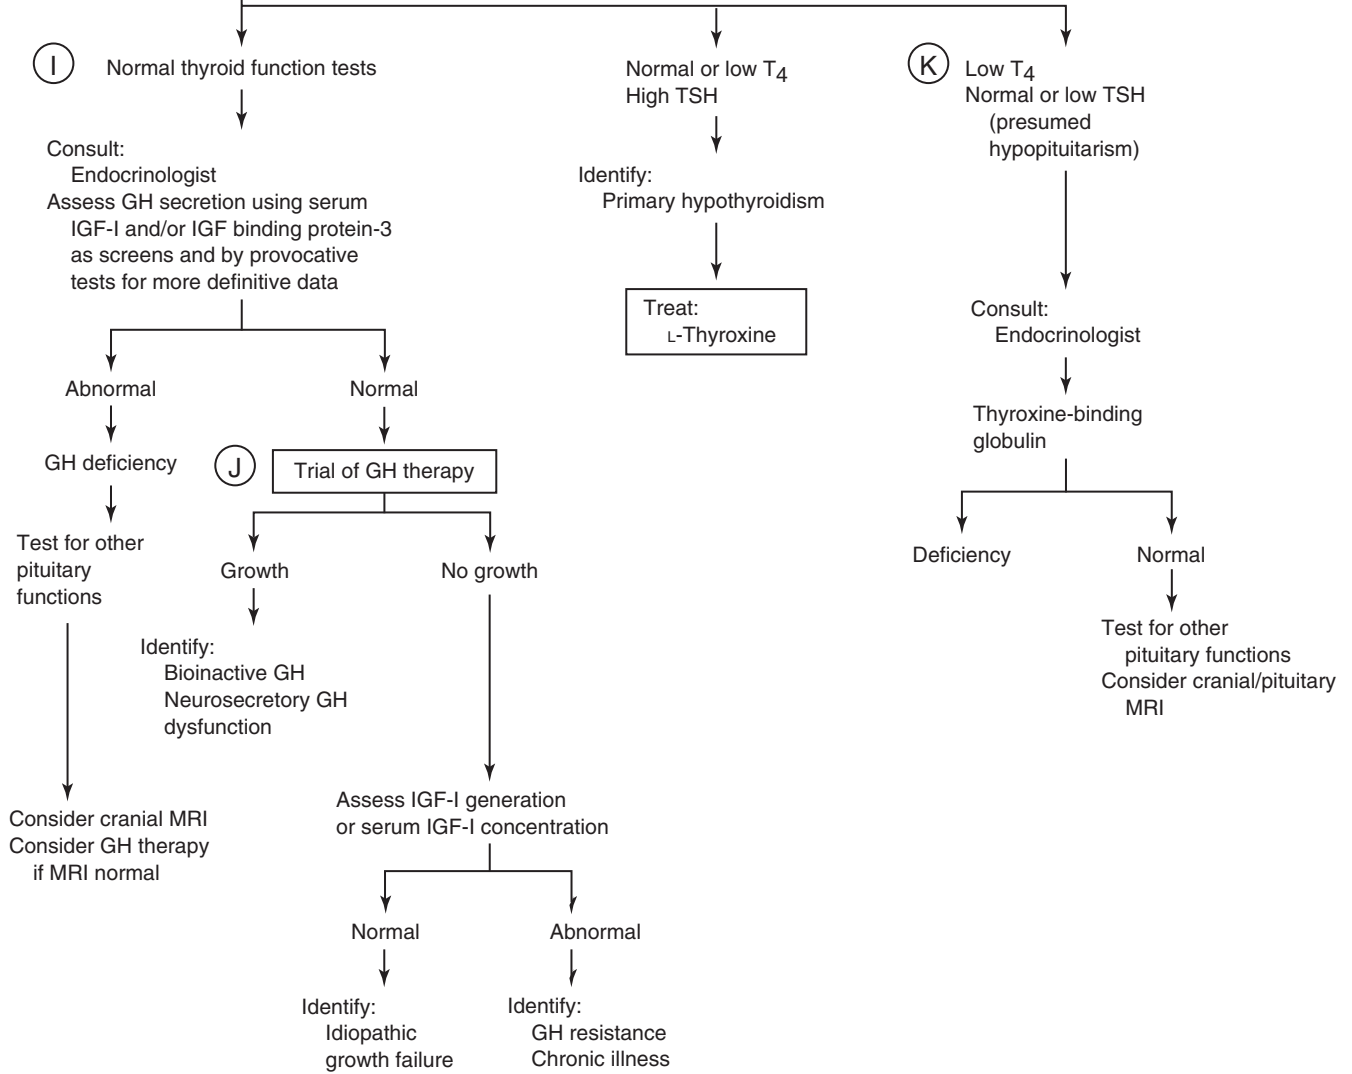 I
Normal thyroid function tests
Consult:
Endocrinologist
Assess GH secretion using serum
IGF-I and/or IGF binding protein-3
as screens and by provocative
tests for more definitive data
Abnormal
Normal
GH deficiency
J
Trial of GH therapy
Test for other
pituitary
functions
Growth
No growth
Identify:
Bioinactive GH
Neurosecretory GH
dysfunction
Consider cranial MRI
Consider GH therapy
if MRI normal
Assess IGF-I generation
or serum IGF-I concentration
Normal
Abnormal
Identify:
Idiopathic
growth failure
Identify:
GH resistance
Chronic illness
Normal or low T4
High TSH
Identify:
Primary hypothyroidism
Treat:
L-Thyroxine
K
Low T4
Normal or low TSH
(presumed
hypopituitarism)
Consult:
Endocrinologist
Thyroxine-binding
globulin
Deficiency
Normal
Test for other
pituitary functions
Consider cranial/pituitary
MRI